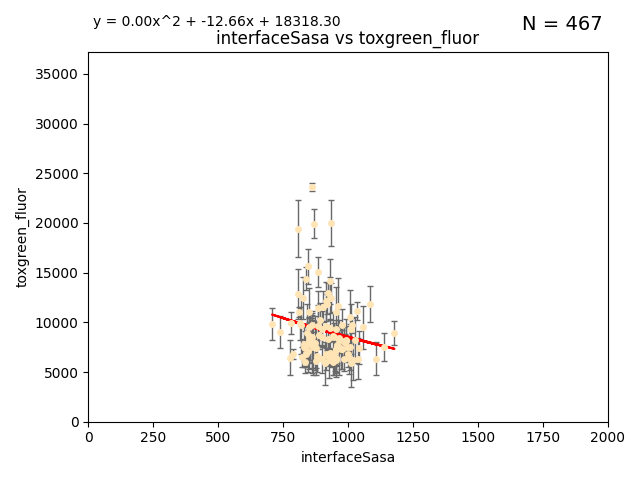 y = 0.00x^2 + -12.66x + 18318.30
N = 467
interfaceSasa vs toxgreen_fluor
35000
30000
25000
20000
15000
10000
5000
0
toxgreen_fluor
0 250 500 750 1000 1250 1500 1750 2000
interfaceSasa